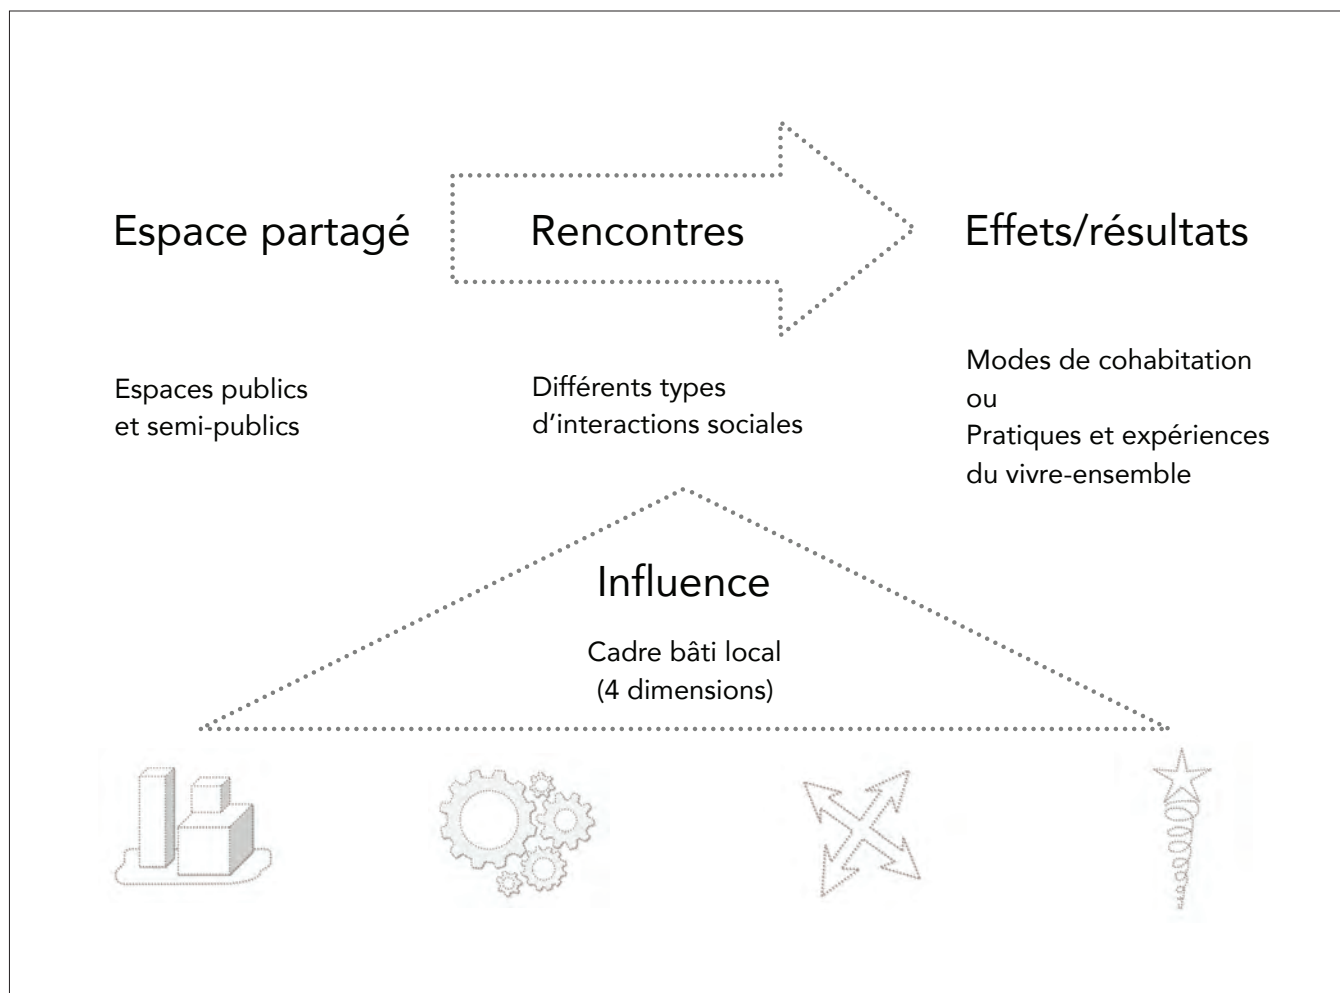 Espace partagé
Rencontres
Effets/résultats
Espaces publics
et semi-publics
Différents types
d’interactions sociales
Modes de cohabitation
ou
Pratiques et expériences
du vivre-ensemble
Influence
Cadre bâti local
(4 dimensions)